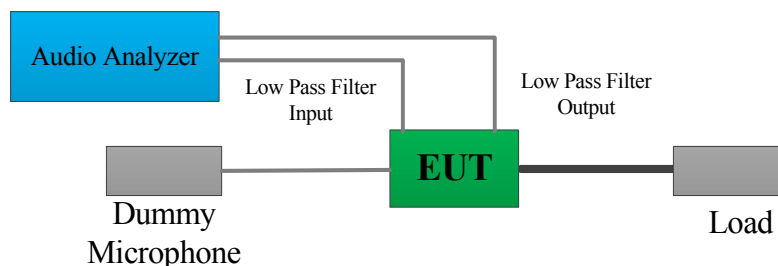 Audio Analyzer
Low Pass Filter
Input
Low Pass Filter
Output
EUT
Dummy
Microphone
Load